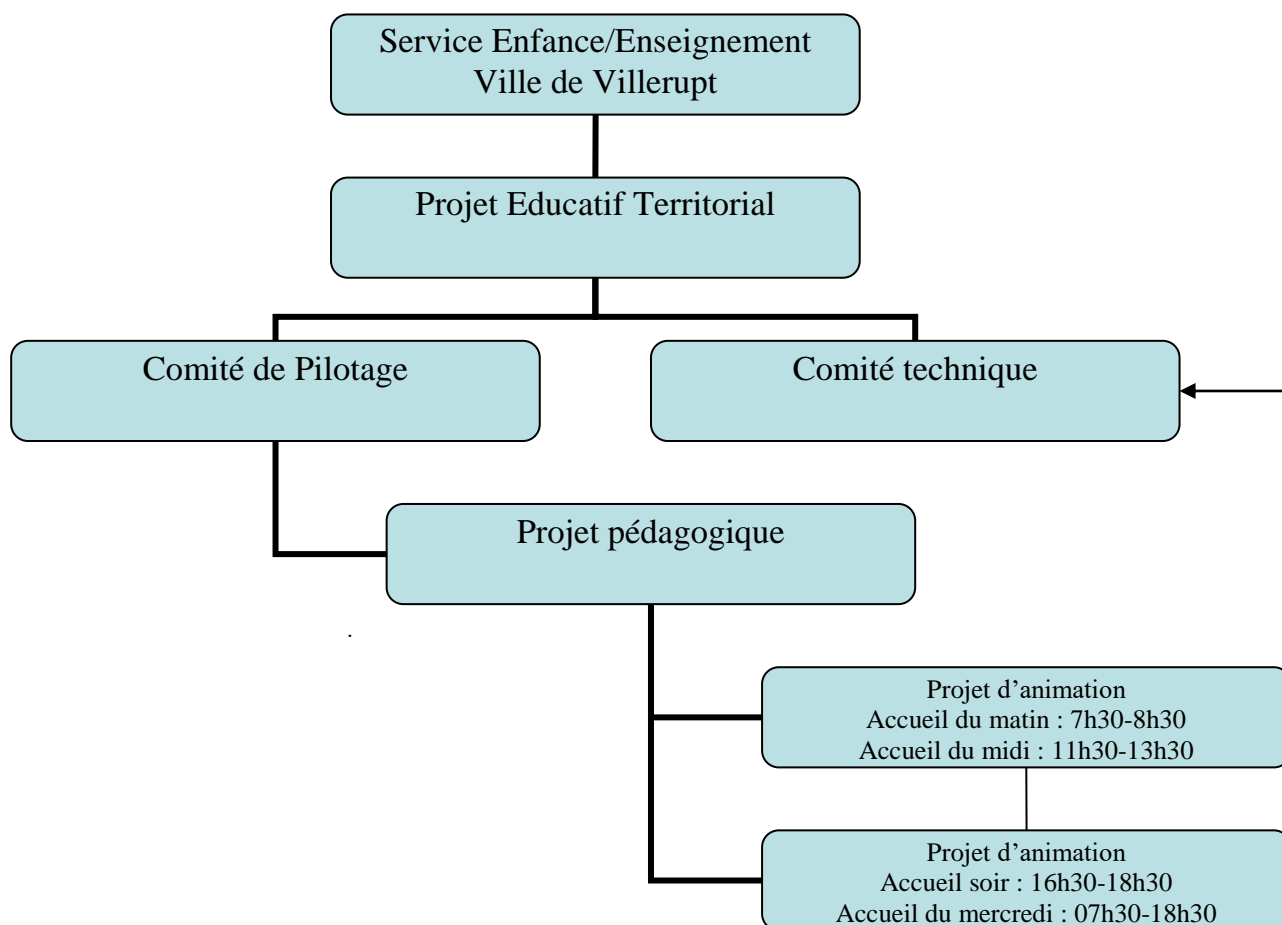 Service Enfance/Enseignement
Ville de Villerupt
Projet Educatif Territorial
Comité de Pilotage
Comité technique
Projet pédagogique
.
Projet d’animation
Accueil du matin : 7h30-8h30
Accueil du midi : 11h30-13h30
Projet d’animation
Accueil soir : 16h30-18h30
Accueil du mercredi : 07h30-18h30